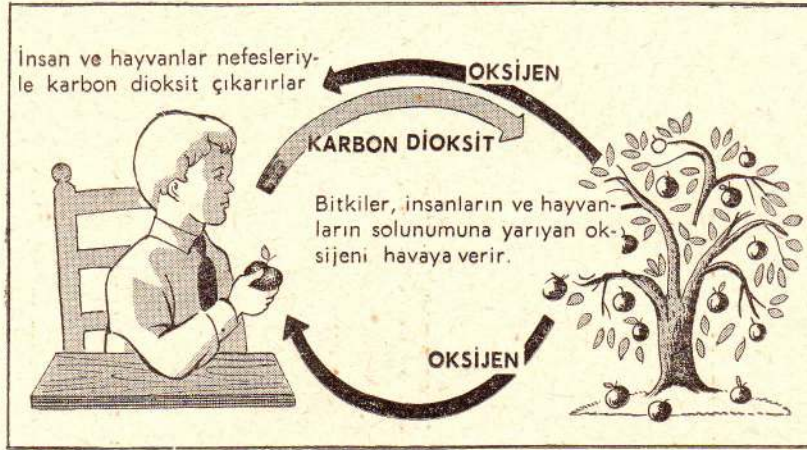 İnsan ve hayvanlar nefesleriy-
le karbon dioksit çıkarırlar
OKSİJEN
KARBON DİOKSİT
Bitkiler, insanların ve hayvan-
ların solunumuna yarıyan ok-
sijeni havaya verir.
OKSİJEN